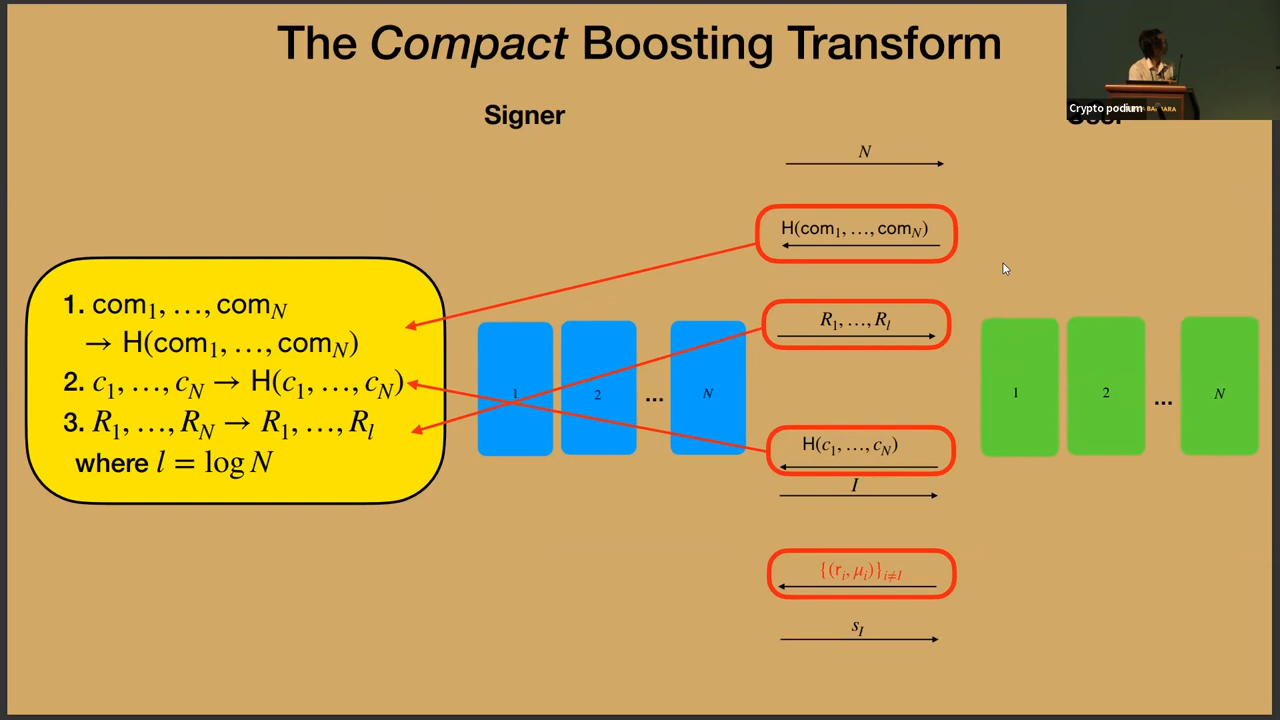 The Compact Boosting Transform
Crypto podium
Signer
N
H(com₁, …, com_N)
1. com₁, …, com_N
→ H(com₁, …, com_N)
2. c₁, …, c_N → H(c₁, …, c_N)
3. R₁, …, R_N → R₁, …, R_l
where l = log N
1
2
...
N
R₁, …, R_l
1
2
...
N
H(c₁, …, c_N)
I
{(r_i, μ_i)}_{i≠I}
s_I